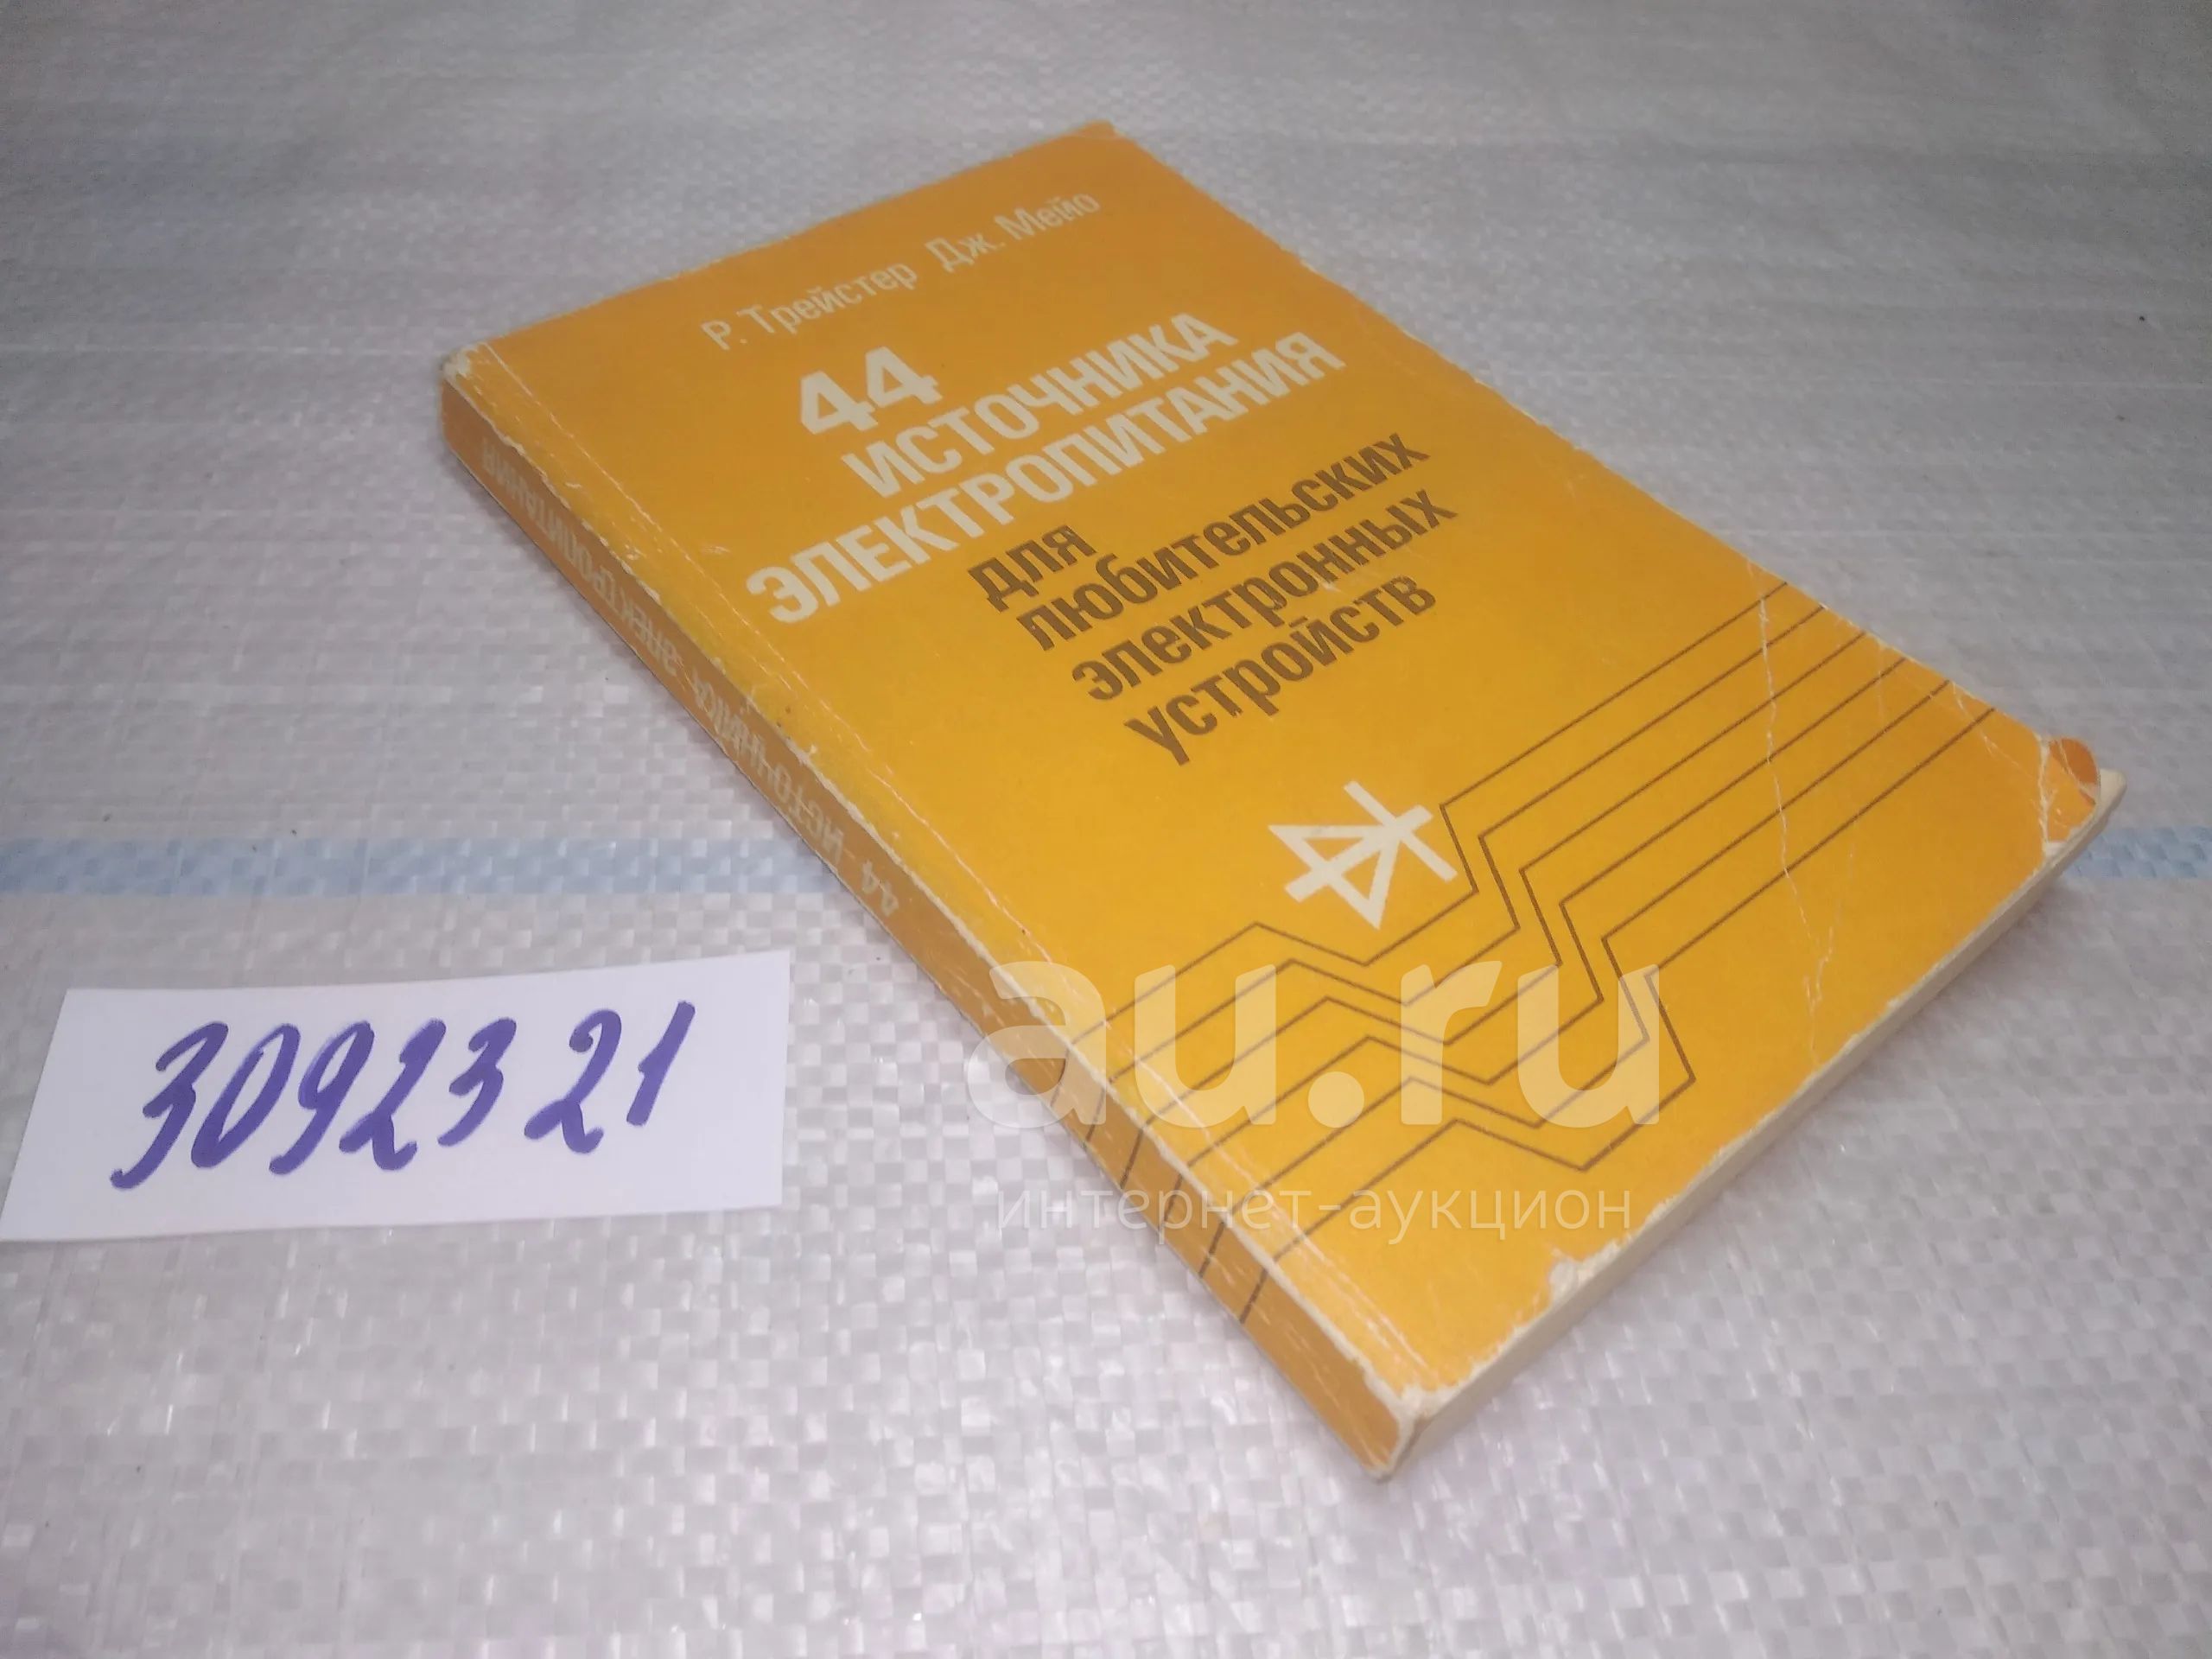 Р. Трейстер Дж. Мейо
44
ИСТОЧНИКА
ЭЛЕКТРОПИТАНИЯ
для
любительских
электронных
устройств
44 ИСТОЧНИКА ЭЛЕКТРОПИТАНИЯ
3092321
au.ru
интернет-аукцион